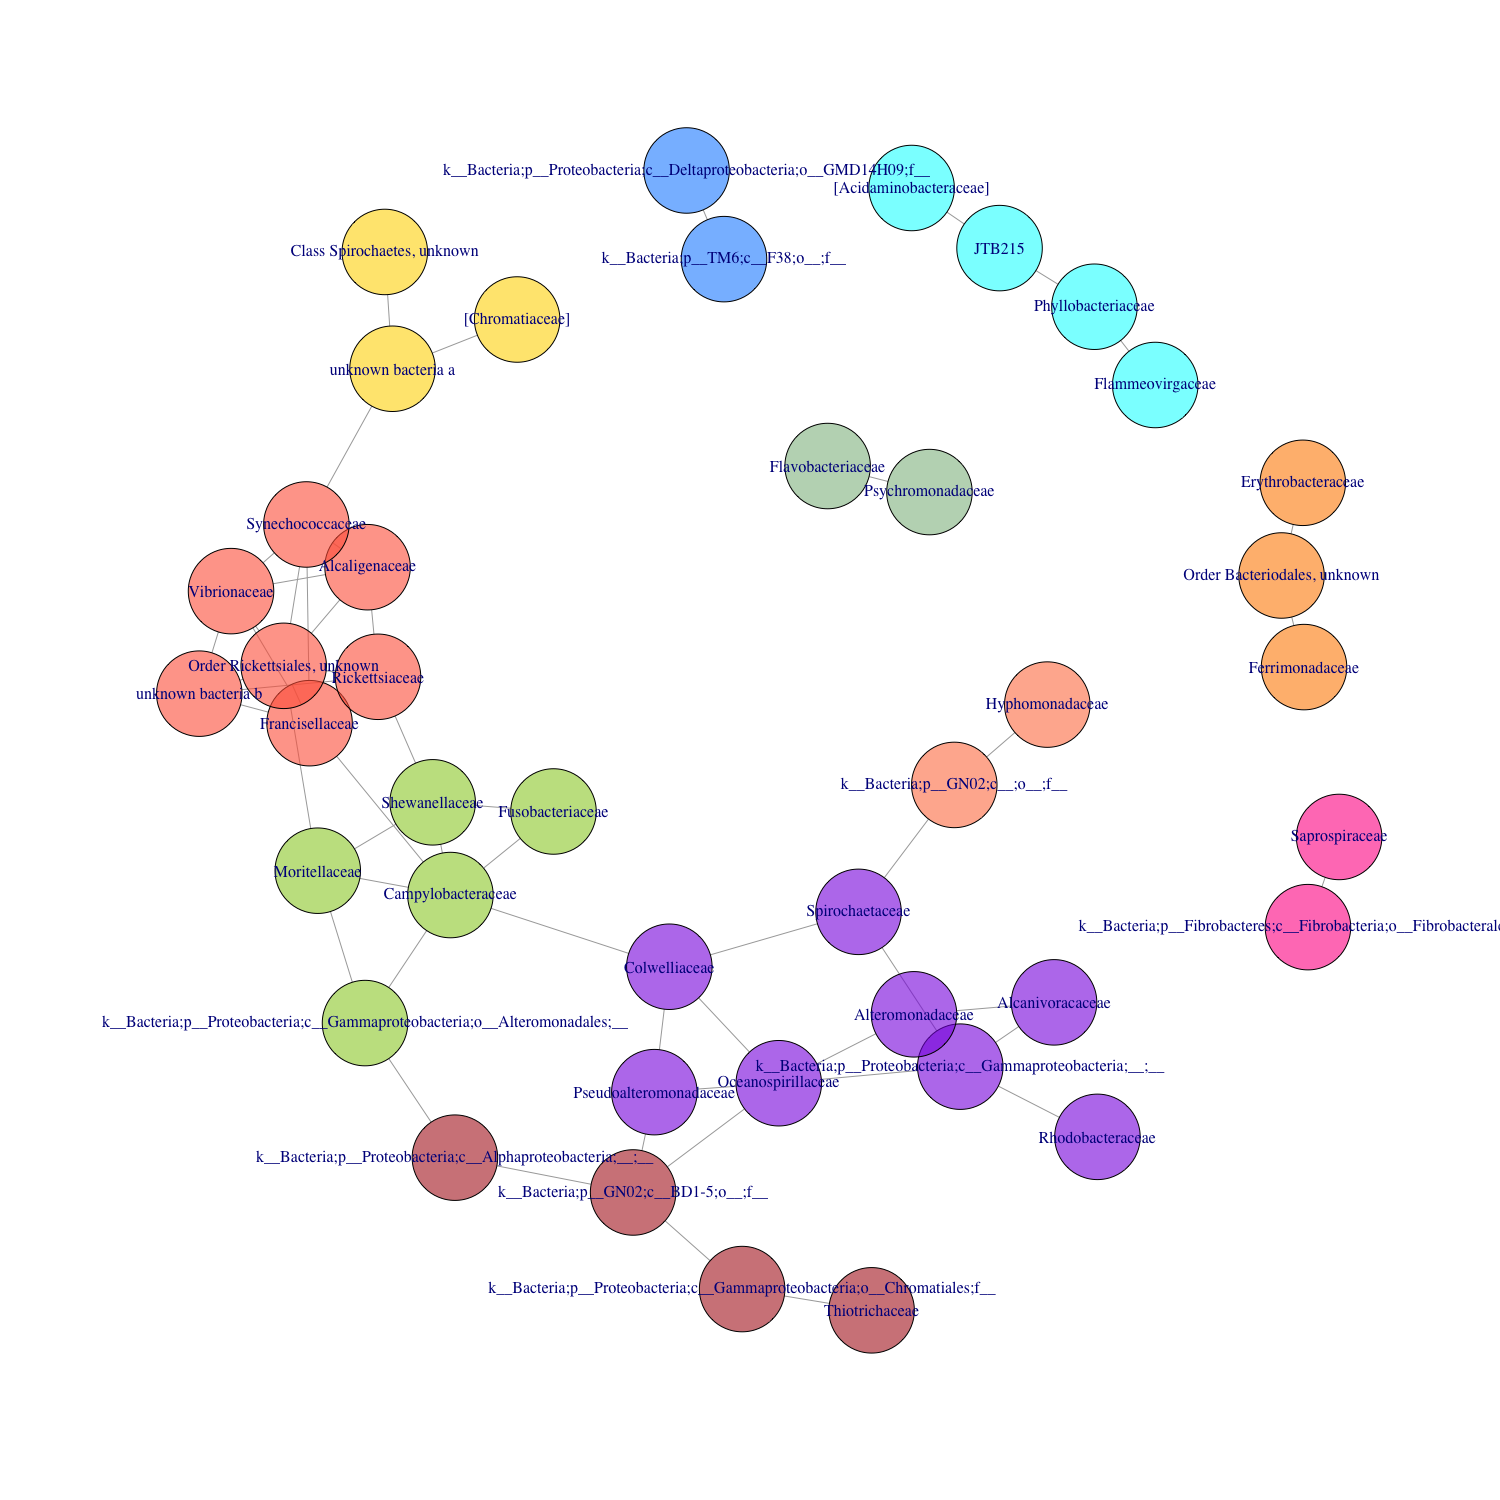 k__Bacteria;p__Proteobacteria;c__Deltaproteobacteria;o__GMD14H09;f__
[Acidaminobacteraceae]
Class Spirochaetes, unknown
JTB215
k__Bacteria;p__TM6;c__F38;o__;f__
Phyllobacteriaceae
[Chromatiaceae]
unknown bacteria a
Flammeovirgaceae
Flavobacteriaceae
Erythrobacteraceae
Psychromonadaceae
Synechococcaceae
Alcaligenaceae
Order Bacteriodales, unknown
Vibrionaceae
Order Rickettsiales, unknown
Ferrimonadaceae
Rickettsiaceae
unknown bacteria b
Hyphomonadaceae
Francisellaceae
k__Bacteria;p__GN02;c__;o__;f__
Shewanellaceae
Fusobacteriaceae
Saprospiraceae
Moritellaceae
Campylobacteraceae
Spirochaetaceae
k__Bacteria;p__Fibrobacteres;c__Fibrobacteria;o__Fibrobacterale
Colwelliaceae
Alcanivoracaceae
Alteromonadaceae
k__Bacteria;p__Proteobacteria;c__Gammaproteobacteria;o__Alteromonadales;__
k__Bacteria;p__Proteobacteria;c__Gammaproteobacteria;__;__
Oceanospirillaceae
Pseudoalteromonadaceae
Rhodobacteraceae
k__Bacteria;p__Proteobacteria;c__Alphaproteobacteria;__;__
k__Bacteria;p__GN02;c__BD1-5;o__;f__
k__Bacteria;p__Proteobacteria;c__Gammaproteobacteria;o__Chromatiales;f__
Thiotrichaceae